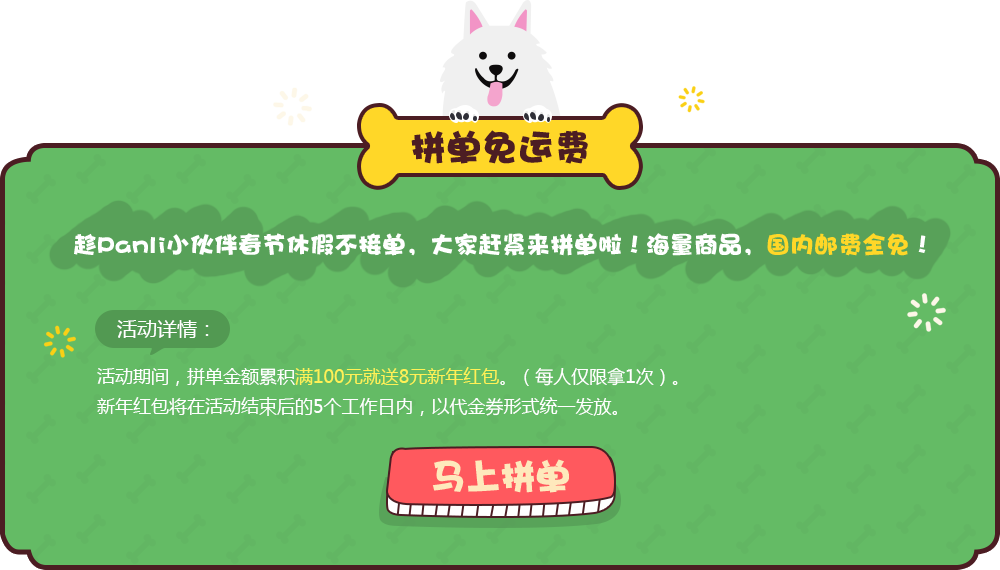 拼单免运费
趁Panli小伙伴春节休假不接单，大家赶紧来拼单啦！海量商品，国内邮费全免！
活动详情：
活动期间，拼单金额累积满100元就送8元新年红包。（每人仅限拿1次）。
新年红包将在活动结束后的5个工作日内，以代金券形式统一发放。
马上拼单